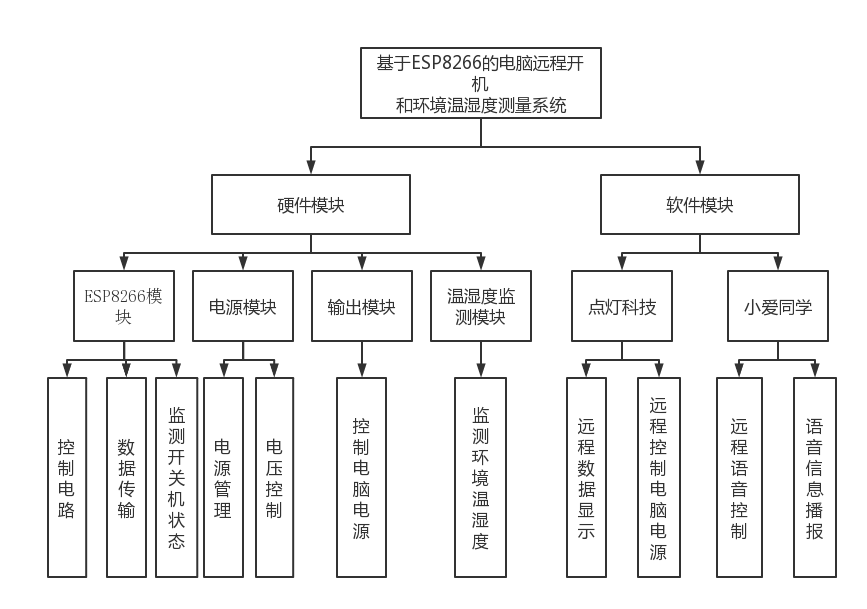 基于ESP8266的电脑远程开
机
和环境温湿度测量系统
硬件模块
软件模块
ESP8266模
块
电源模块
输出模块
温湿度监
测模块
点灯科技
小爱同学
控制电路
数据传输
监测开关机状态
电源管理
电压控制
控制电脑电源
监测环境温湿度
远程数据显示
远程控制电脑电源
远程语音控制
语音信息播报